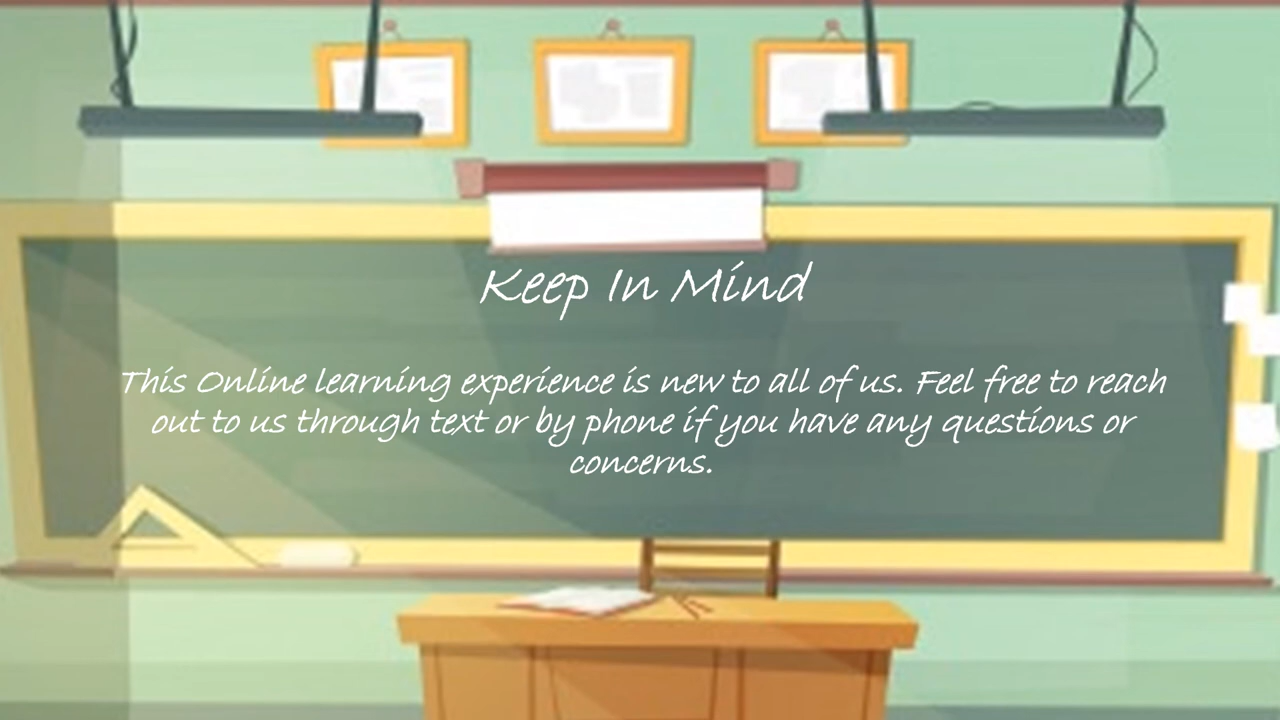 Keep In Mind
This Online learning experience is new to all of us. Feel free to reach
out to us through text or by phone if you have any questions or
concerns.